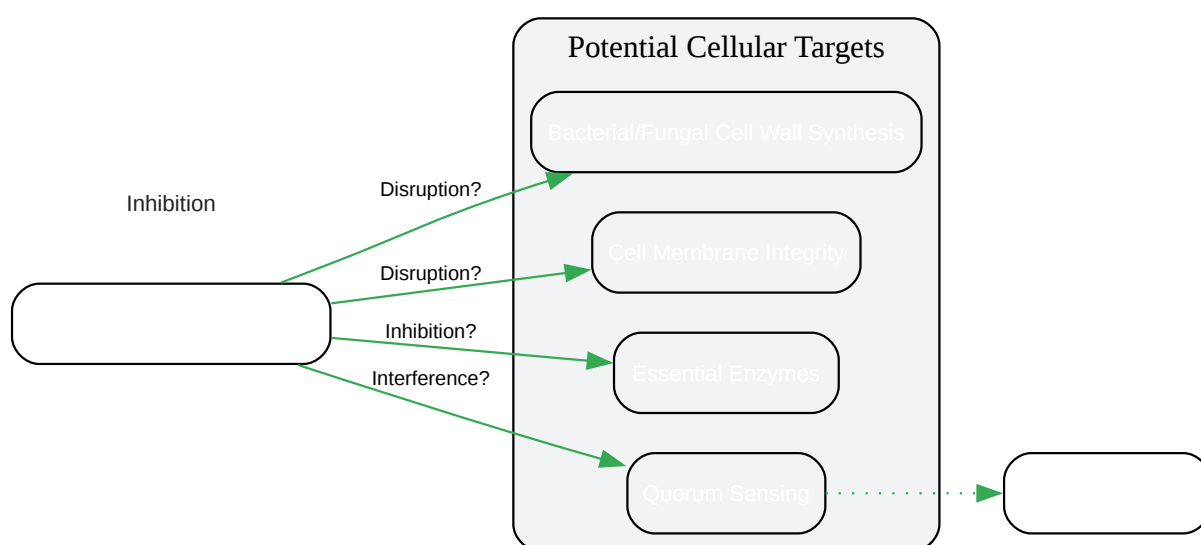 Potential Cellular Targets
Bacterial/Fungal Cell Wall Synthesis
Disruption?
Inhibition
Cell Membrane Integrity
Disruption?
Inhibition?
Essential Enzymes
Interference?
Quorum Sensing